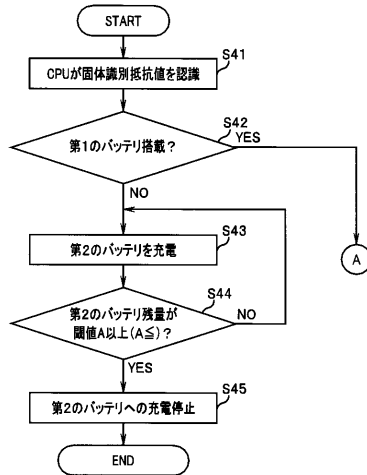 START
S41
CPUが固体識別抵抗値を認識
S42
第1のバッテリ搭載?
YES
NO
S43
第2のバッテリを充電
A
S44
第2のバッテリ残量が
閾値A以上(A≦)?
NO
YES
S45
第2のバッテリへの充電停止
END